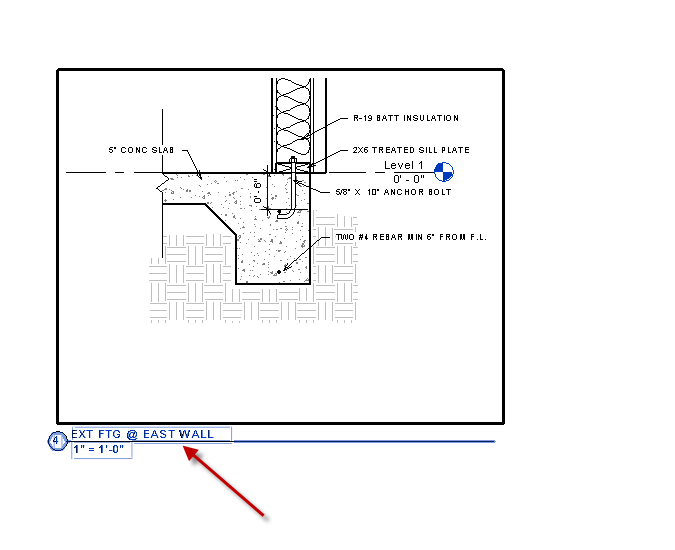 R-19 BATT INSULATION
5" CONC SLAB
2X6 TREATED SILL PLATE
Level 1
0' - 0"
0' - 6"
5/8" X 10" ANCHOR BOLT
TWO #4 REBAR MIN 6" FROM F.L.
4
EXT FTG @ EAST WALL
1" = 1'-0"